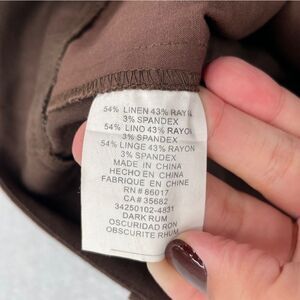 54% LINEN 43% RAYON
3% SPANDEX
54% LINO 43% RAYON
3% SPANDEX
54% LINGE 43% RAYON
3% SPANDEX
MADE IN CHINA
HECHO EN CHINA
FABRIQUE EN CHINE
RN# 66017
CA# 35682
34250102-4831
DARK RUM
OSCURIDAD RON
OBSCURITE RHUM